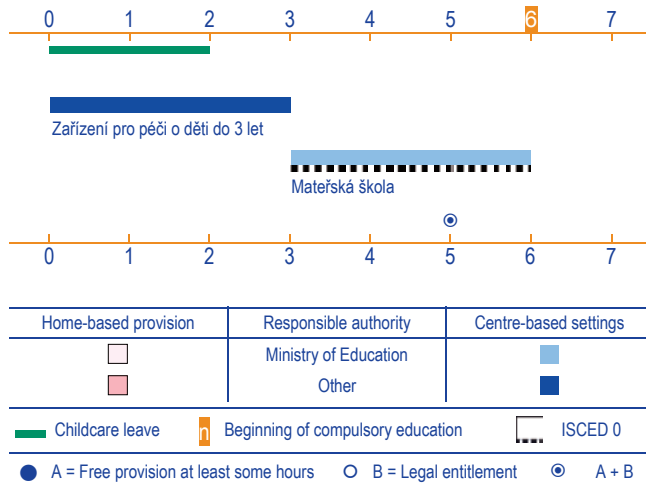 0 1 2 3 4 5 6 7
Zařízení pro péči o děti do 3 let
Mateřská škola
0 1 2 3 4 5 6 7
Home-based provision Responsible authority Centre-based settings
Ministry of Education
Other
Childcare leave n Beginning of compulsory education ISCED 0
A = Free provision at least some hours B = Legal entitlement A + B